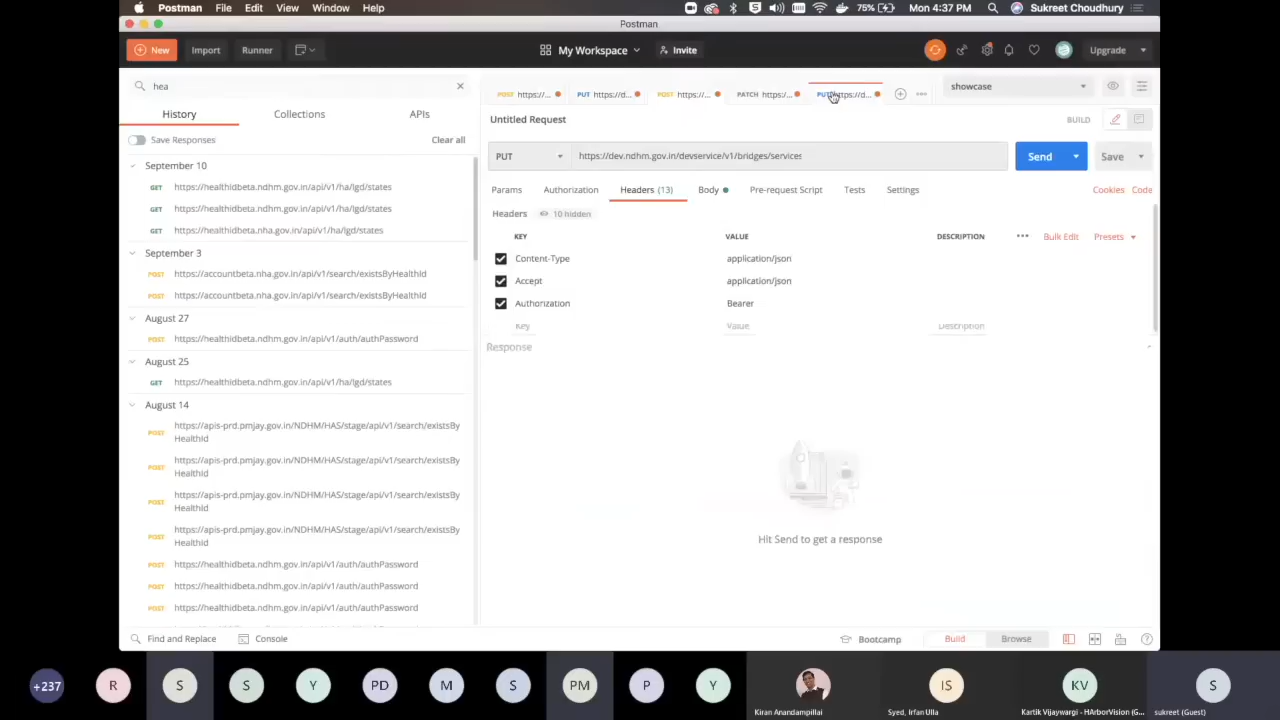 Postman File Edit View Window Help 75% Mon 4:37 PM Sukreet Choudhury
Postman
New Import Runner My Workspace Invite Upgrade
hea
History Collections APIs
Save Responses Clear all
September 10
GET https://healthidbeta.ndhm.gov.in/api/v1/ha/lgd/states
GET https://healthidbeta.ndhm.gov.in/api/v1/ha/lgd/states
GET https://healthidbeta.nha.gov.in/api/v1/ha/lgd/states
September 3
POST https://accountbeta.nha.gov.in/api/v1/search/existsByHealthId
POST https://accountbeta.nha.gov.in/api/v1/search/existsByHealthId
August 27
POST https://healthidbeta.ndhm.gov.in/api/v1/auth/authPassword
August 25
GET https://healthidbeta.ndhm.gov.in/api/v1/ha/lgd/states
August 14
POST https://apis-prd.pmjay.gov.in/NDHM/HAS/stage/api/v1/search/existsBy
HealthId
POST https://apis-prd.pmjay.gov.in/NDHM/HAS/stage/api/v1/search/existsBy
HealthId
POST https://apis-prd.pmjay.gov.in/NDHM/HAS/stage/api/v1/search/existsBy
HealthId
POST https://apis-prd.pmjay.gov.in/NDHM/HAS/stage/api/v1/search/existsBy
HealthId
POST https://healthidbeta.ndhm.gov.in/api/v1/auth/authPassword
POST https://healthidbeta.ndhm.gov.in/api/v1/auth/authPassword
POST https://healthidbeta.ndhm.gov.in/api/v1/auth/authPassword
POST https://... PUT https://d... POST https://... PATCH https:/... PUT https://d... showcase
Untitled Request BUILD
PUT https://dev.ndhm.gov.in/devservice/v1/bridges/services Send Save
Params Authorization Headers (13) Body Pre-request Script Tests Settings Cookies Code
Headers 10 hidden
KEY VALUE DESCRIPTION Bulk Edit Presets
Content-Type application/json
Accept application/json
Authorization Bearer
Key Value Description
Response
Hit Send to get a response
Find and Replace Console Bootcamp Build Browse
+237 R S S Y PD M S PM P Y IS KV S
Kiran Anandampillai Syed, Irfan Ulla Kartik Vijaywargi - HArborVision (G... sukreet (Guest)